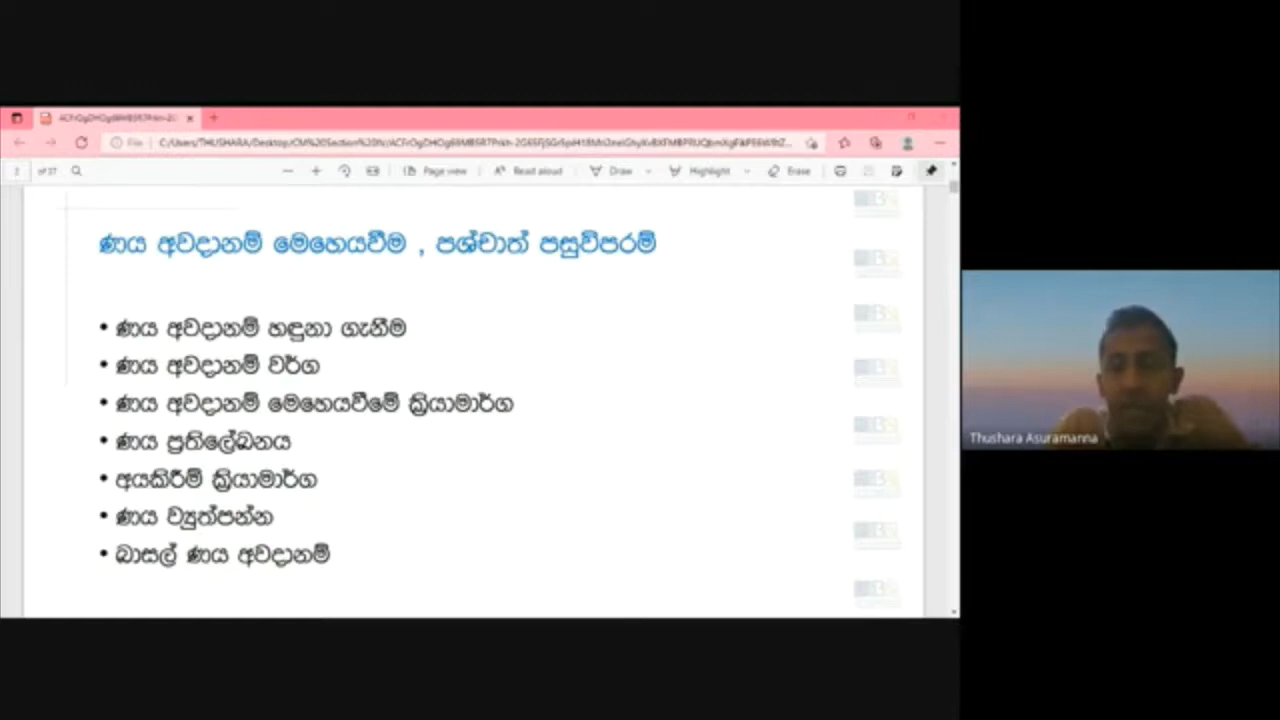 Page view
Read aloud
Draw
Highlight
Erase
ණය අවදානම් මෙහෙයවීම , පශ්චාත් පසුවිපරම්
• ණය අවදානම් හඳුනා ගැනීම
• ණය අවදානම් වර්ග
• ණය අවදානම් මෙහෙයවීමේ ක්‍රියාමාර්ග
• ණය ප්‍රතිලේඛනය
• අයකිරීම් ක්‍රියාමාර්ග
• ණය ව්‍යුත්පන්න
• බාසල් ණය අවදානම්
Thushara Asuramanna